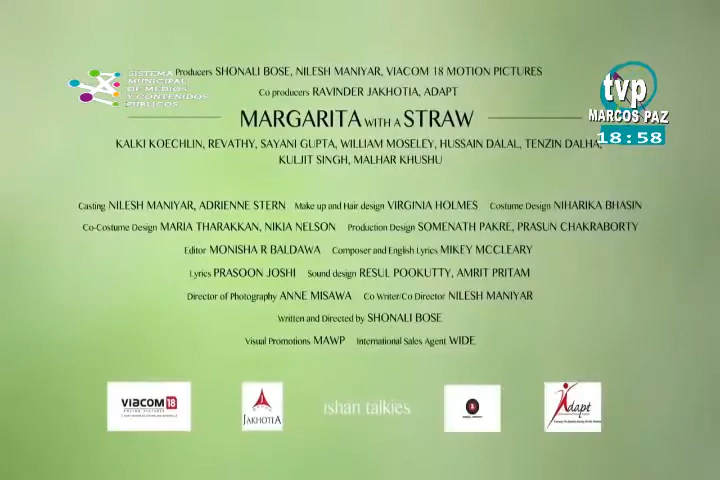 SISTEMA
MUNICIPAL
DE MEDIOS
Y CONTENIDOS
PÚBLICOS
tvp
MARCOS PAZ
18:58
Producers SHONALI BOSE, NILESH MANIYAR, VIACOM 18 MOTION PICTURES
Co producers RAVINDER JAKHOTIA, ADAPT
MARGARITA WITH A STRAW
KALKI KOECHLIN, REVATHY, SAYANI GUPTA, WILLIAM MOSELEY, HUSSAIN DALAL, TENZIN DALHA,
KULJIT SINGH, MALHAR KHUSHU
Casting NILESH MANIYAR, ADRIENNE STERN Make up and Hair design VIRGINIA HOLMES Costume Design NIHARIKA BHASIN
Co-Costume Design MARIA THARAKKAN, NIKIA NELSON Production Design SOMENATH PAKRE, PRASUN CHAKRABORTY
Editor MONISHA R BALDAWA Composer and English Lyrics MIKEY MCCLEARY
Lyrics PRASOON JOSHI Sound design RESUL POOKUTTY, AMRIT PRITAM
Director of Photography ANNE MISAWA Co Writer/Co Director NILESH MANIYAR
Written and Directed by SHONALI BOSE
Visual Promotions MAWP International Sales Agent WIDE
VIACOM 18
MOTION PICTURES
JAKHOTIA
ishan talkies
Adapt